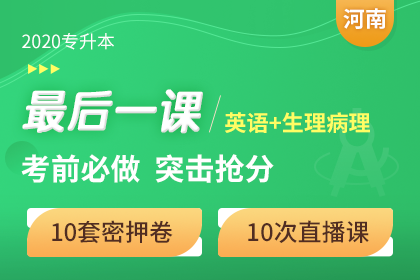 河南
2020专升本
最后一课
英语+生理病理
考前必做 突击抢分
10套密押卷
10次直播课